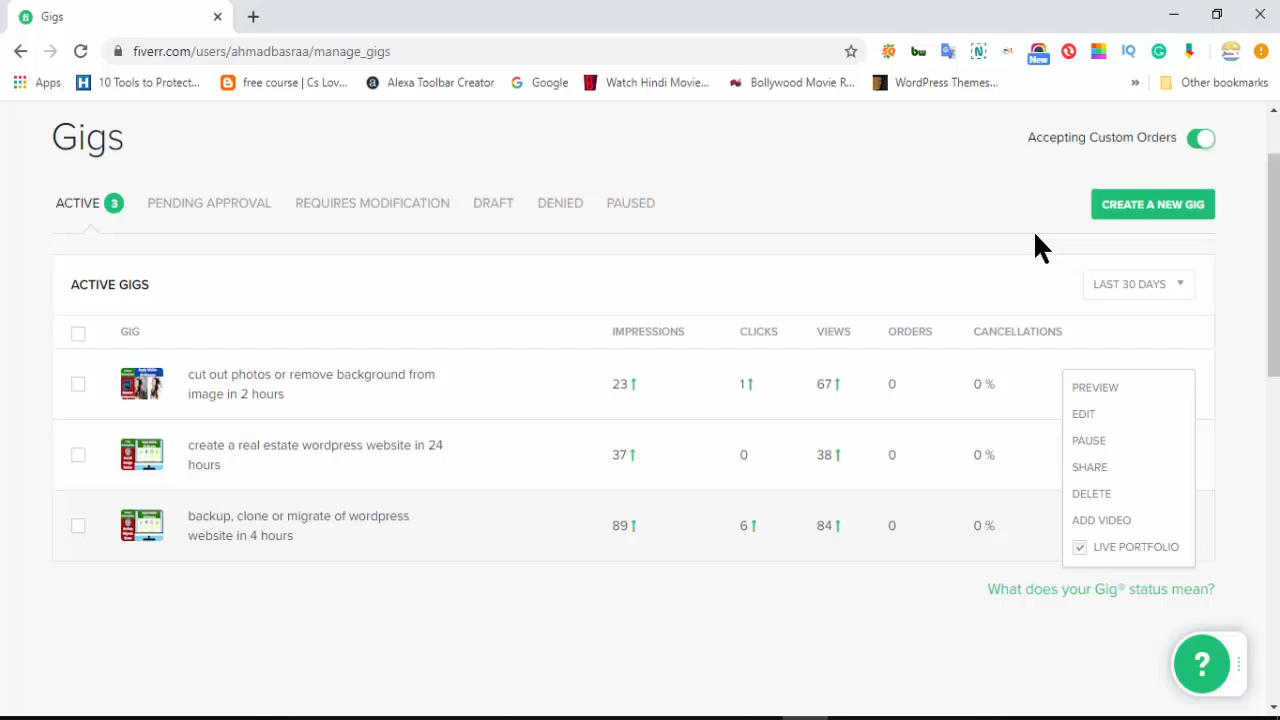 Gigs
fiverr.com/users/ahmadbasraa/manage_gigs
bw
IQ
New
Apps
10 Tools to Protect...
free course | Cs Lov...
Alexa Toolbar Creator
Google
Watch Hindi Movie...
Bollywood Movie R...
WordPress Themes...
»
Other bookmarks
Gigs
Accepting Custom Orders
ACTIVE 3
PENDING APPROVAL
REQUIRES MODIFICATION
DRAFT
DENIED
PAUSED
CREATE A NEW GIG
ACTIVE GIGS
LAST 30 DAYS
GIG
IMPRESSIONS
CLICKS
VIEWS
ORDERS
CANCELLATIONS
cut out photos or remove background from
image in 2 hours
23
1
67
0
0 %
create a real estate wordpress website in 24
hours
37
0
38
0
0 %
backup, clone or migrate of wordpress
website in 4 hours
89
6
84
0
0 %
PREVIEW
EDIT
PAUSE
SHARE
DELETE
ADD VIDEO
LIVE PORTFOLIO
What does your Gig® status mean?
?